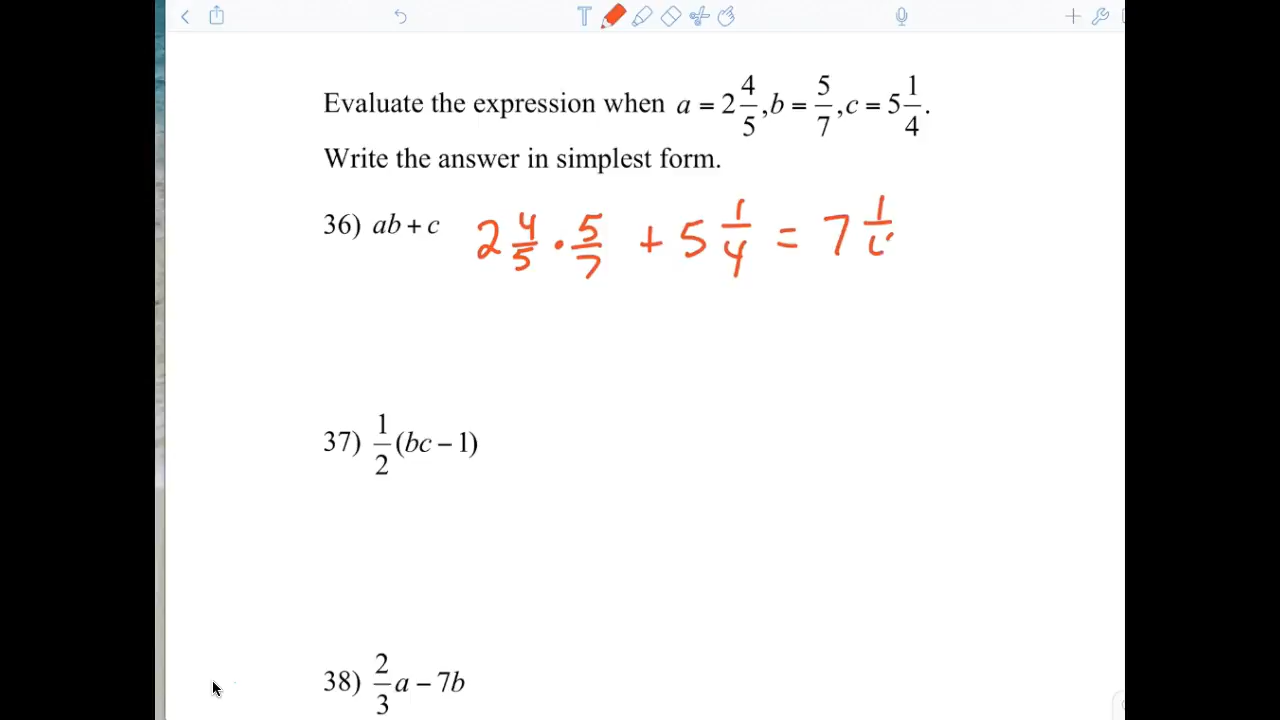 Evaluate the expression when a = 2 4/5, b = 5/7, c = 5 1/4.
Write the answer in simplest form.
36) ab + c 2 4/5 • 5/7 + 5 1/4 = 7 1/
37) 1/2 (bc − 1)
38) 2/3 a − 7b